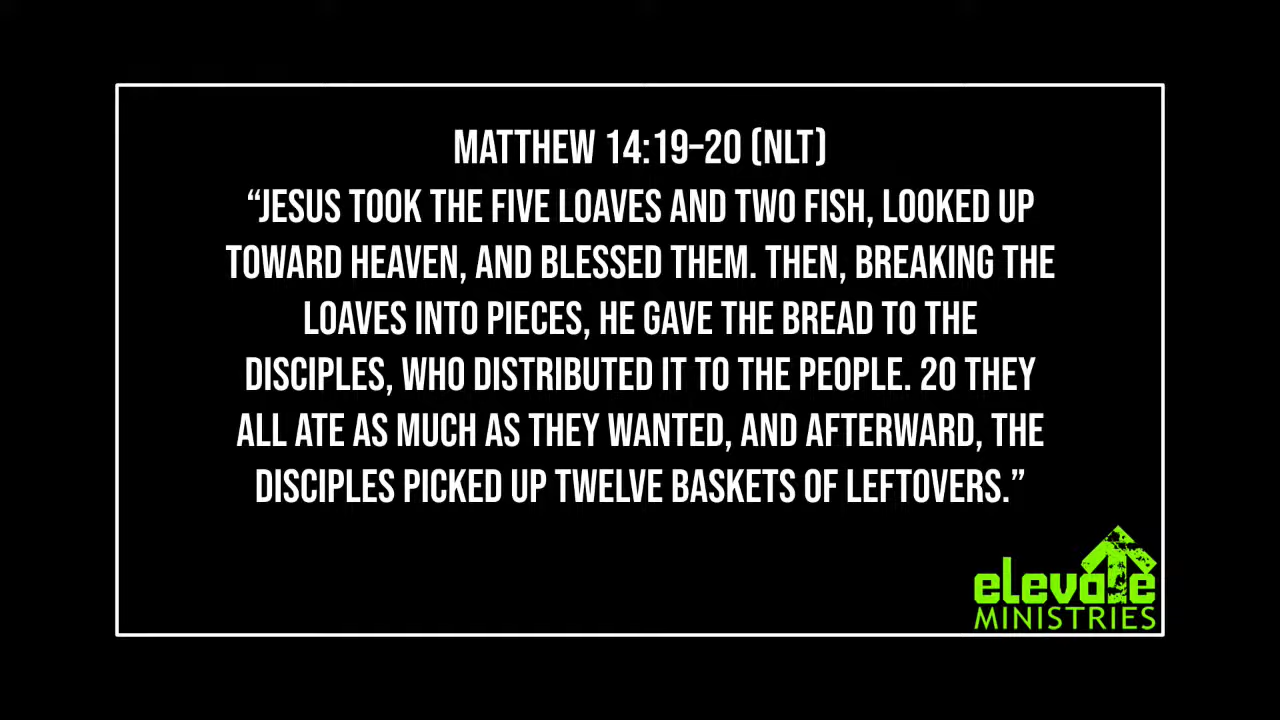 MATTHEW 14:19–20 (NLT)
“JESUS TOOK THE FIVE LOAVES AND TWO FISH, LOOKED UP
TOWARD HEAVEN, AND BLESSED THEM. THEN, BREAKING THE
LOAVES INTO PIECES, HE GAVE THE BREAD TO THE
DISCIPLES, WHO DISTRIBUTED IT TO THE PEOPLE. 20 THEY
ALL ATE AS MUCH AS THEY WANTED, AND AFTERWARD, THE
DISCIPLES PICKED UP TWELVE BASKETS OF LEFTOVERS.”
elevate
MINISTRIES